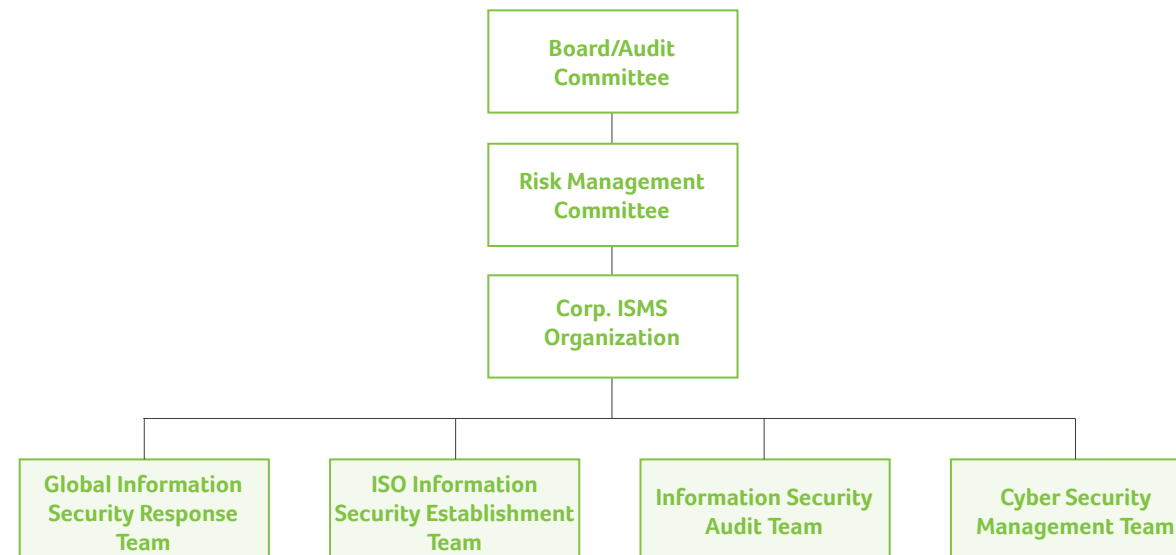 Board/Audit
Committee
Risk Management
Committee
Corp. ISMS
Organization
Global Information
Security Response
Team
ISO Information
Security Establishment
Team
Information Security
Audit Team
Cyber Security
Management Team